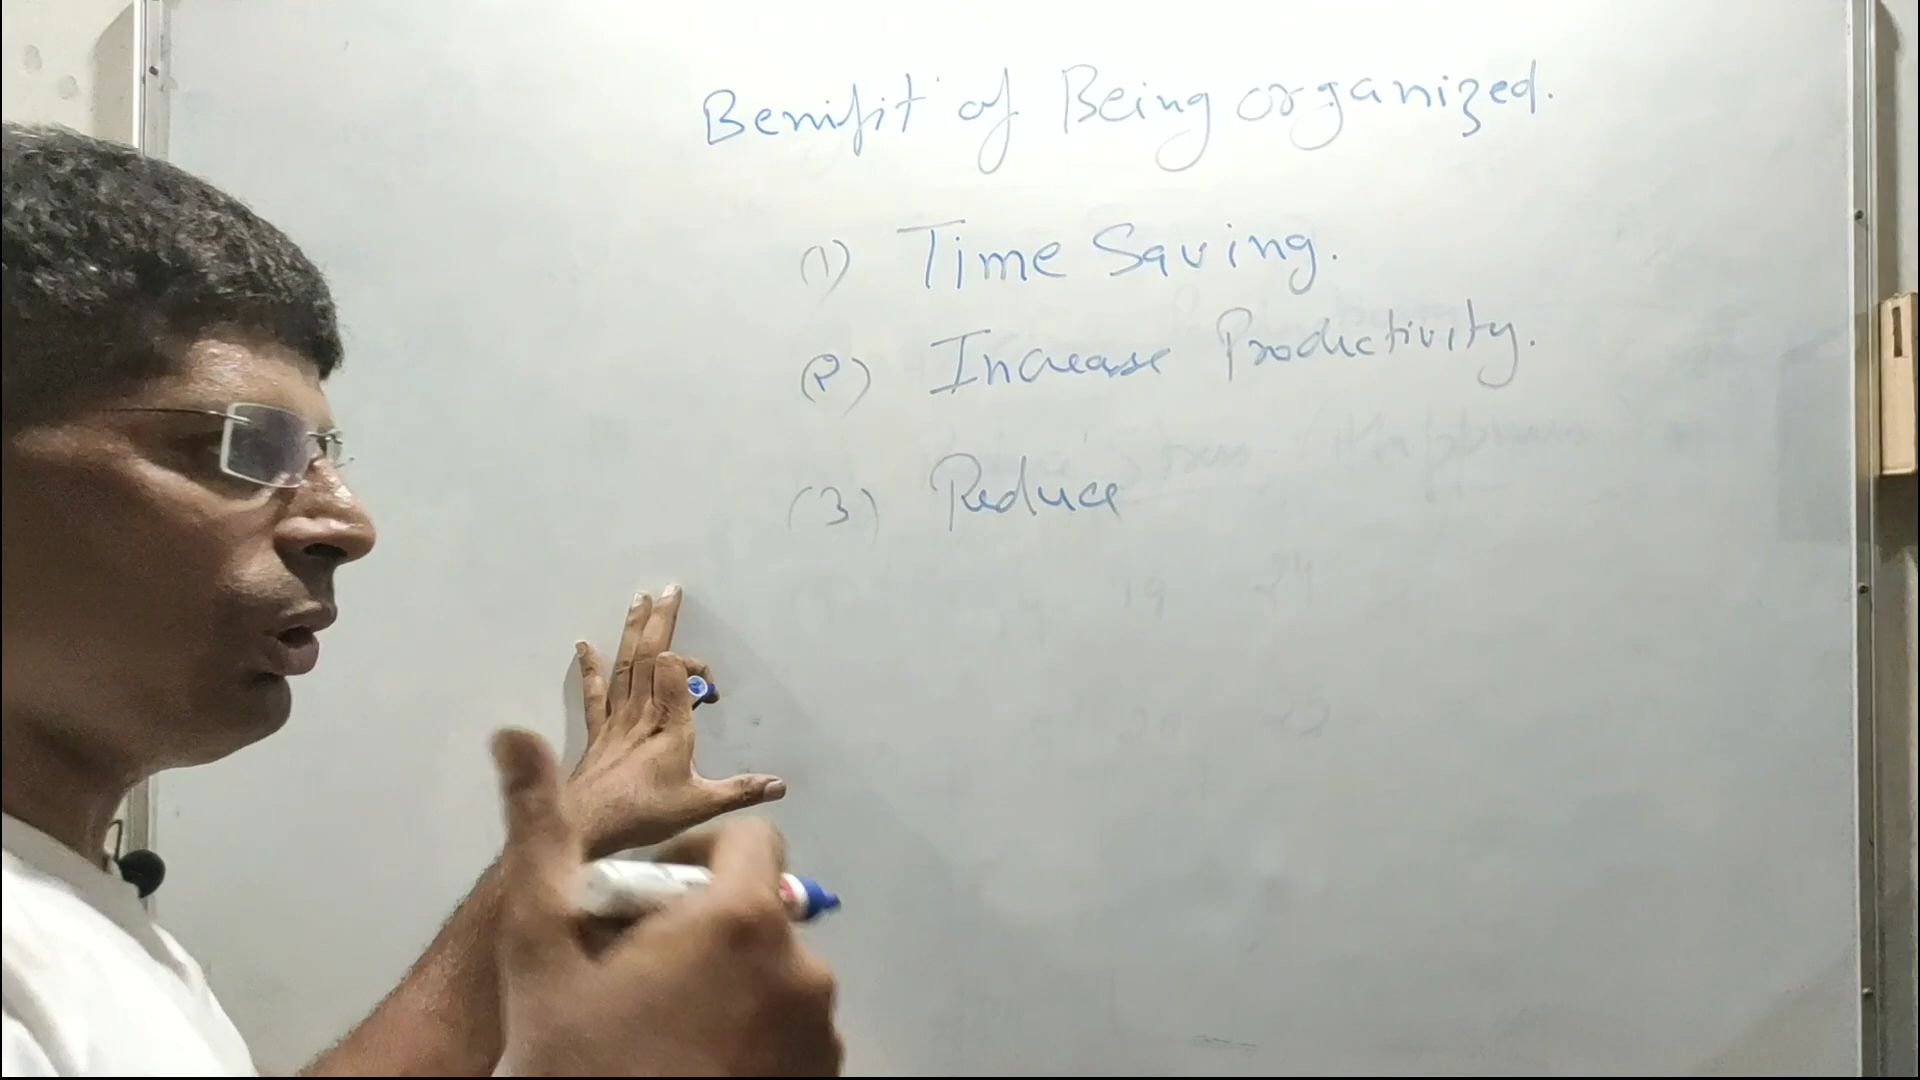 Benifit of Being organized.
(1) Time Saving.
(2) Increase Productivity.
(3) Reduce